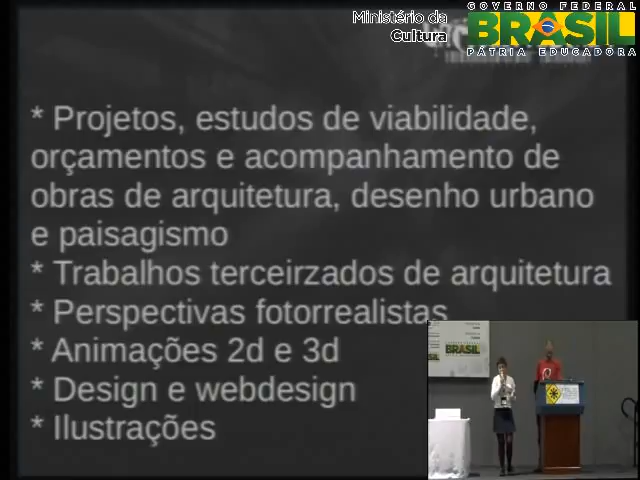 Ministério da
Cultura
GOVERNO FEDERAL
BRASIL
PÁTRIA EDUCADORA
* Projetos, estudos de viabilidade,
orçamentos e acompanhamento de
obras de arquitetura, desenho urbano
e paisagismo
* Trabalhos terceirzados de arquitetura
* Perspectivas fotorrealistas
* Animações 2d e 3d
* Design e webdesign
* Ilustrações
BRASIL